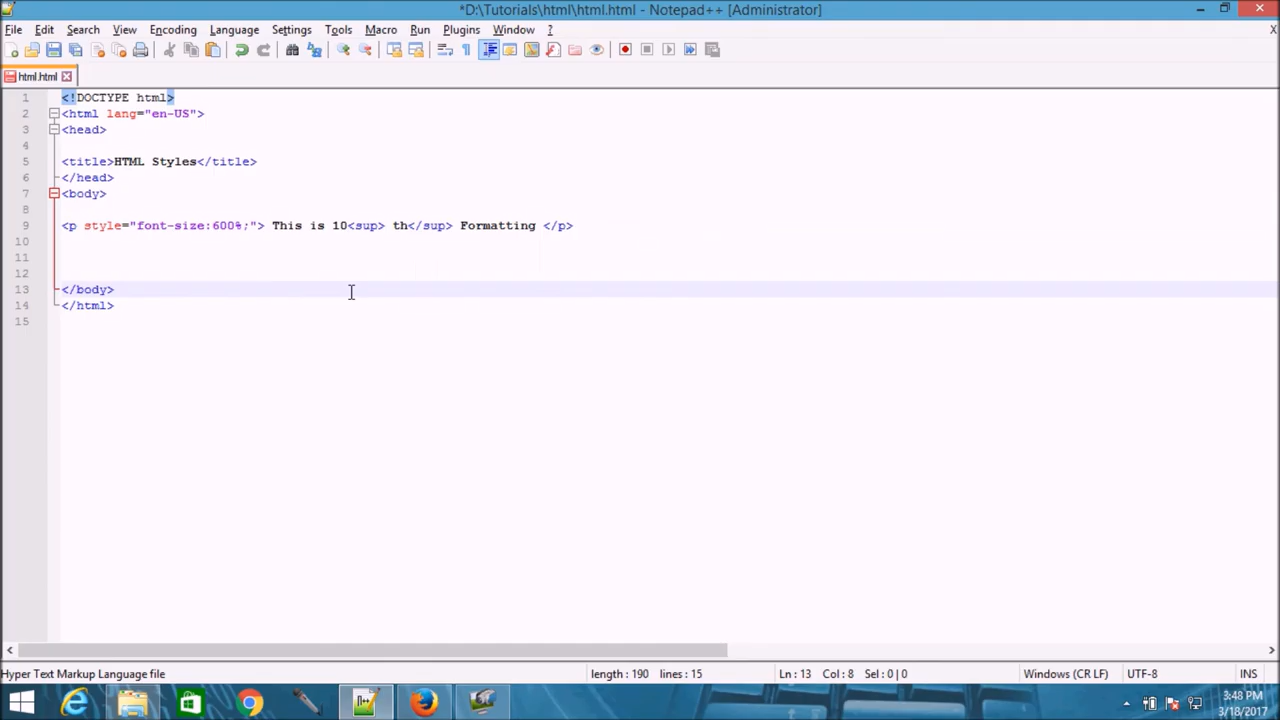 *D:\Tutorials\html\html.html - Notepad++ [Administrator]
File Edit Search View Encoding Language Settings Tools Macro Run Plugins Window ? X
html.html
1 <!DOCTYPE html>
2 <html lang="en-US">
3 <head>
4
5 <title>HTML Styles</title>
6 </head>
7 <body>
8
9 <p style="font-size:600%;"> This is 10<sup> th</sup> Formatting </p>
10
11
12
13 </body>
14 </html>
15
Hyper Text Markup Language file length : 190 lines : 15 Ln : 13 Col : 8 Sel : 0 | 0 Windows (CR LF) UTF-8 INS
3:48 PM
3/18/2017